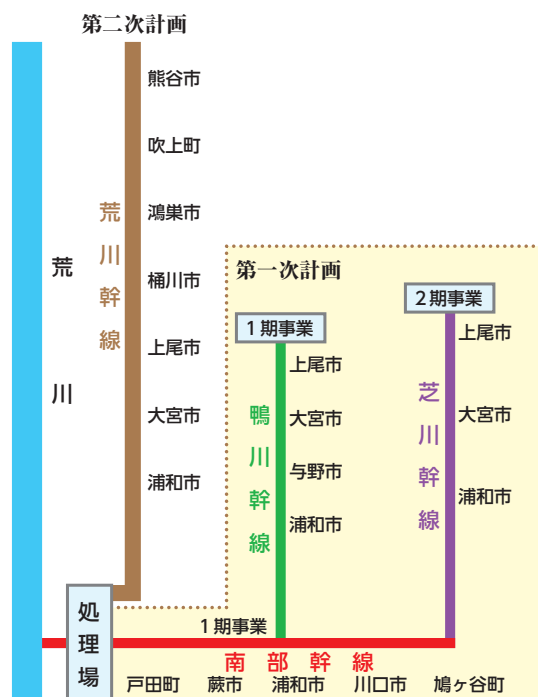 第二次計画
熊谷市
吹上町
鴻巣市
桶川市
上尾市
大宮市
浦和市
荒川幹線
荒川
第一次計画
1期事業
上尾市
大宮市
与野市
浦和市
鴨川幹線
2期事業
上尾市
大宮市
浦和市
芝川幹線
処理場
1期事業
南部幹線
戸田町 蕨市 浦和市 川口市 鳩ヶ谷町